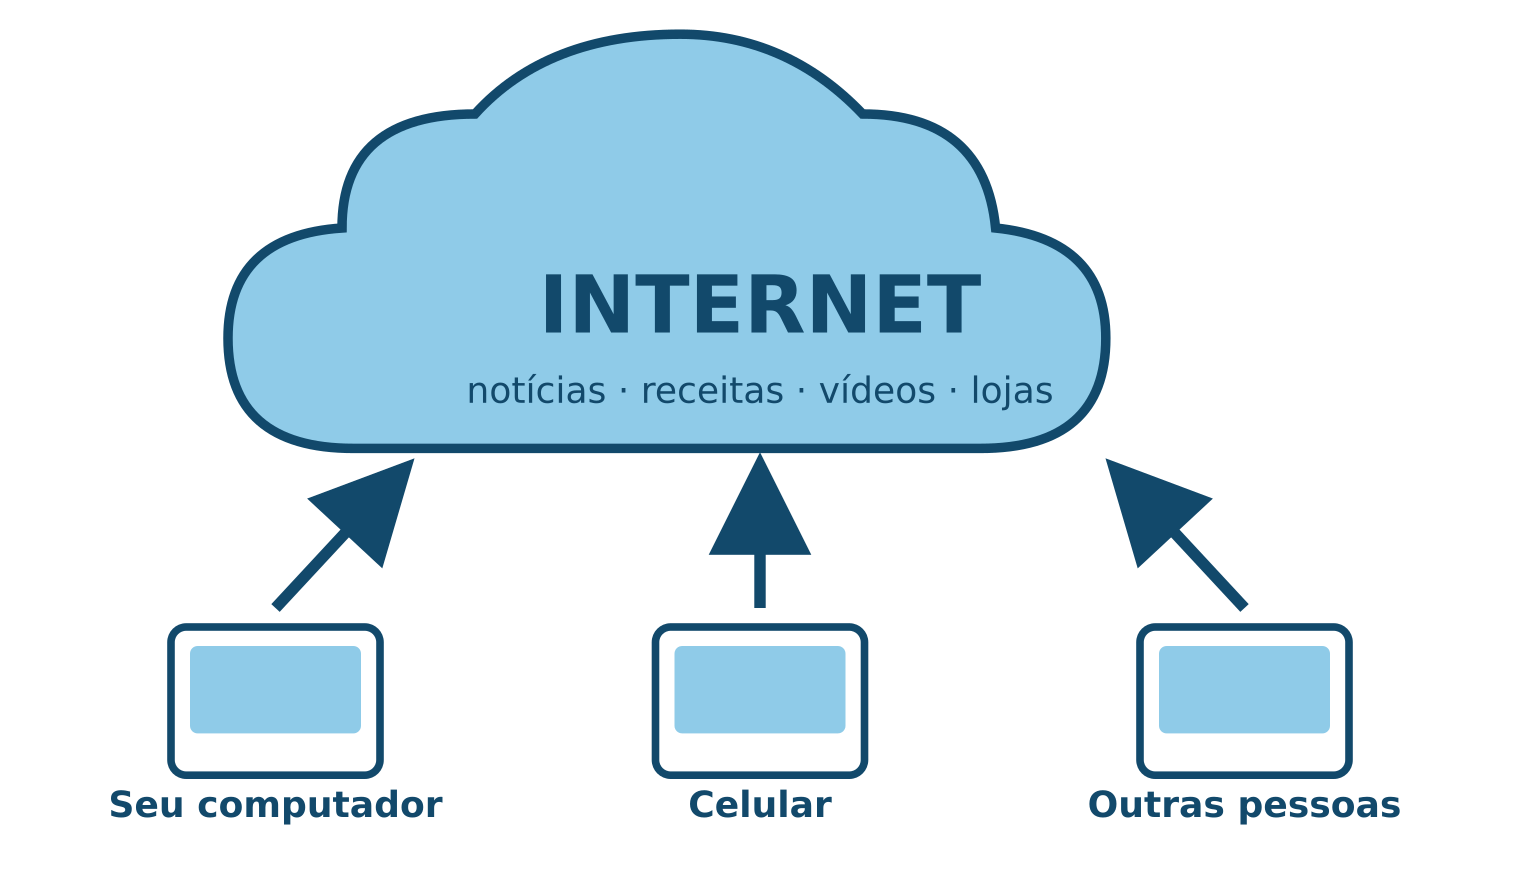 INTERNET
notícias · receitas · vídeos · lojas
Seu computador
Celular
Outras pessoas